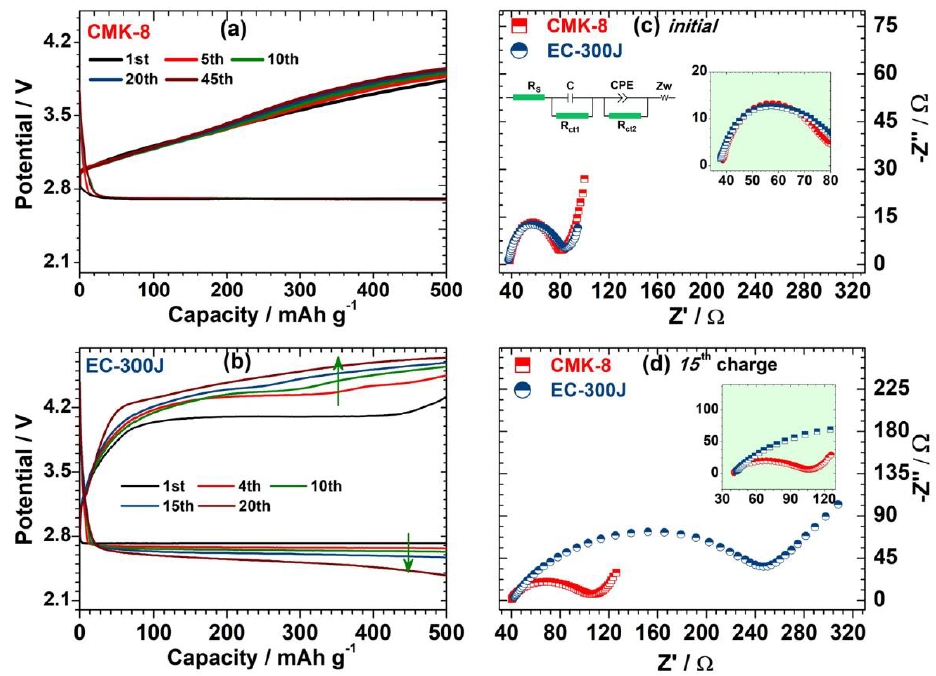 CMK-8 (a)
1st 5th 10th
20th 45th
4.2
3.5
2.8
2.1
Potential / V
0 100 200 300 400 500
Capacity / mAh g⁻¹
EC-300J (b)
1st 4th 10th
15th 20th
4.2
3.5
2.8
2.1
Potential / V
0 100 200 300 400 500
Capacity / mAh g⁻¹
CMK-8 (c) initial
EC-300J
Rs C CPE Zw
Rct1 Rct2
20
10
0
40 50 60 70 80
75
60
45
30
15
0
-Z'' / Ω
40 80 120 160 200 240 280 320
Z' / Ω
CMK-8 (d) 15th charge
EC-300J
100
50
0
30 60 90 120
225
180
135
90
45
0
-Z'' / Ω
40 80 120 160 200 240 280 320
Z' / Ω